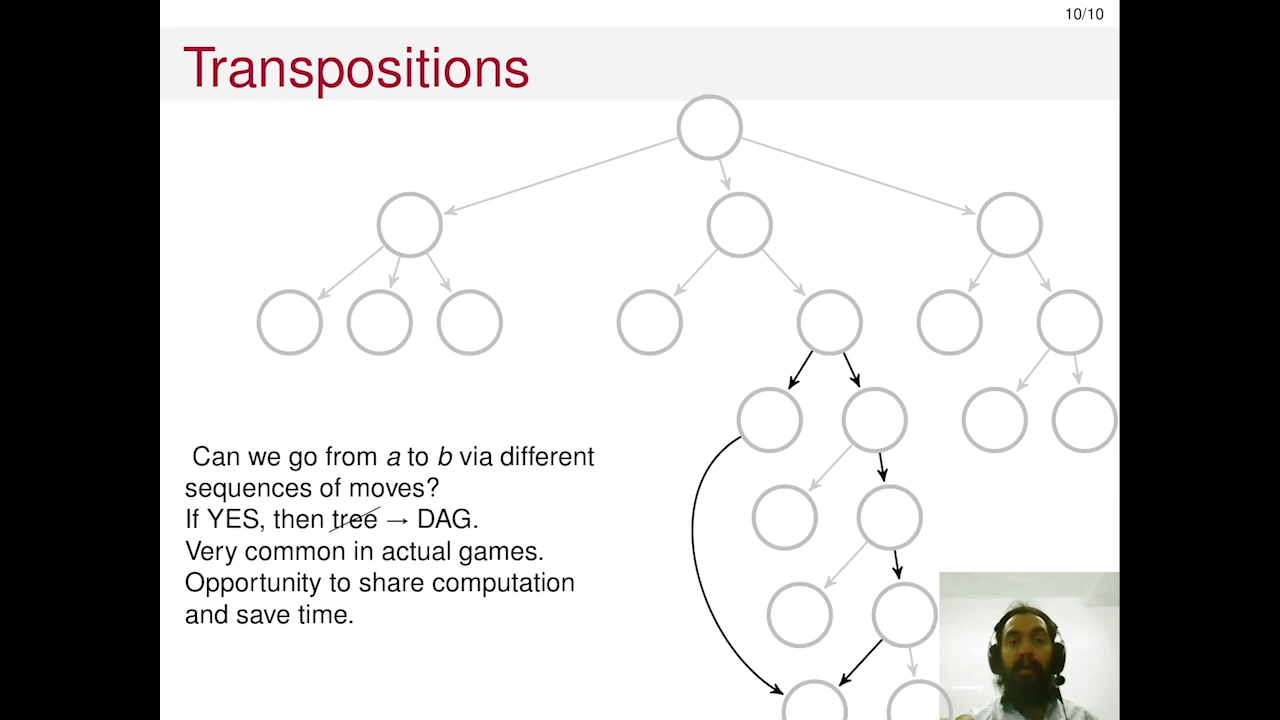 10/10
Transpositions
Can we go from a to b via different
sequences of moves?
If YES, then tree → DAG.
Very common in actual games.
Opportunity to share computation
and save time.